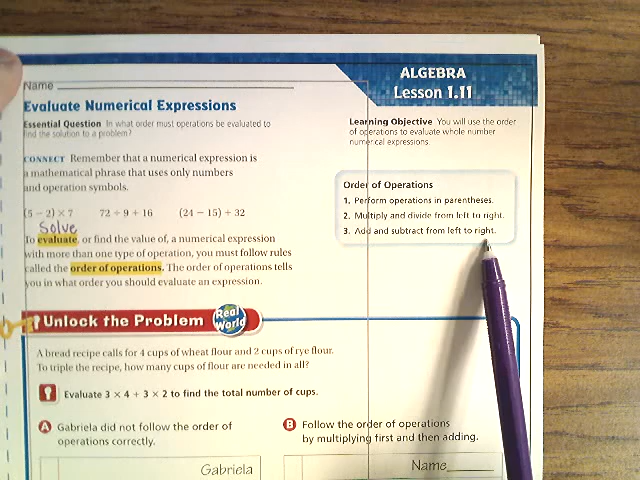 ALGEBRA
Lesson 1.11
Name
Evaluate Numerical Expressions
Essential Question In what order must operations be evaluated to
find the solution to a problem?
Learning Objective You will use the order
of operations to evaluate whole number
numerical expressions.
CONNECT Remember that a numerical expression is
a mathematical phrase that uses only numbers
and operation symbols.
(5 − 2) × 7 72 ÷ 9 + 16 (24 − 15) + 32
Solve
To evaluate, or find the value of, a numerical expression
with more than one type of operation, you must follow rules
called the order of operations. The order of operations tells
you in what order you should evaluate an expression.
Order of Operations
1. Perform operations in parentheses.
2. Multiply and divide from left to right.
3. Add and subtract from left to right.
Unlock the Problem Real
World
A bread recipe calls for 4 cups of wheat flour and 2 cups of rye flour.
To triple the recipe, how many cups of flour are needed in all?
Evaluate 3 × 4 + 3 × 2 to find the total number of cups.
A Gabriela did not follow the order of
operations correctly.
Gabriela
B Follow the order of operations
by multiplying first and then adding.
Name